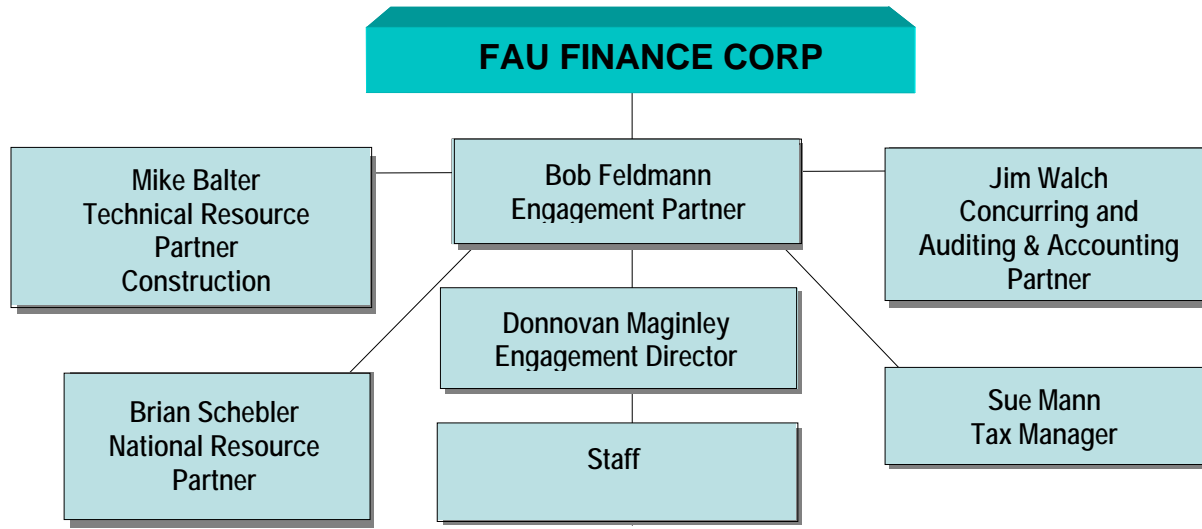 FAU FINANCE CORP
Mike Balter
Technical Resource
Partner
Construction
Bob Feldmann
Engagement Partner
Jim Walch
Concurring and
Auditing & Accounting
Partner
Donnovan Maginley
Engagement Director
Brian Schebler
National Resource
Partner
Staff
Sue Mann
Tax Manager